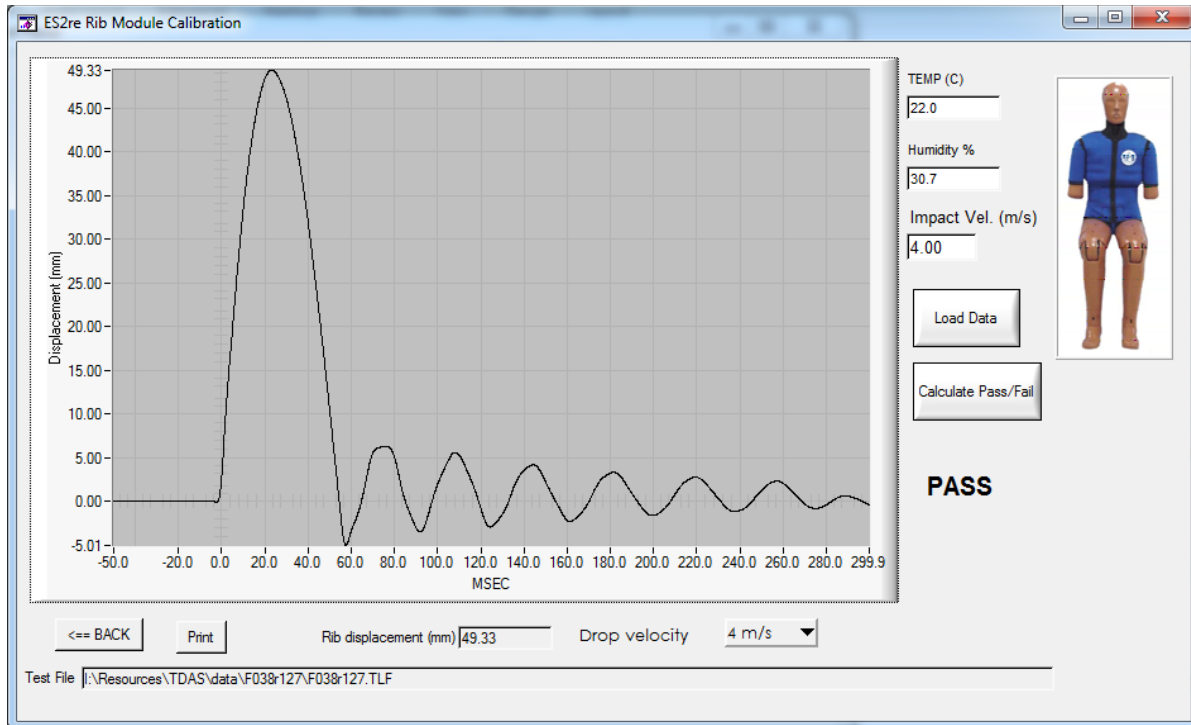 ES2re Rib Module Calibration
49.33
45.00
40.00
35.00
30.00
25.00
20.00
15.00
10.00
5.00
0.00
-5.01
Displacement (mm)
-50.0 -20.0 0.0 20.0 40.0 60.0 80.0 100.0 120.0 140.0 160.0 180.0 200.0 220.0 240.0 260.0 280.0 299.9
MSEC
TEMP (C)
22.0
Humidity %
30.7
Impact Vel. (m/s)
4.00
Load Data
Calculate Pass/Fail
PASS
<== BACK
Print
Rib displacement (mm) 49.33
Drop velocity 4 m/s
Test File I:\Resources\TDAS\data\F038r127\F038r127.TLF